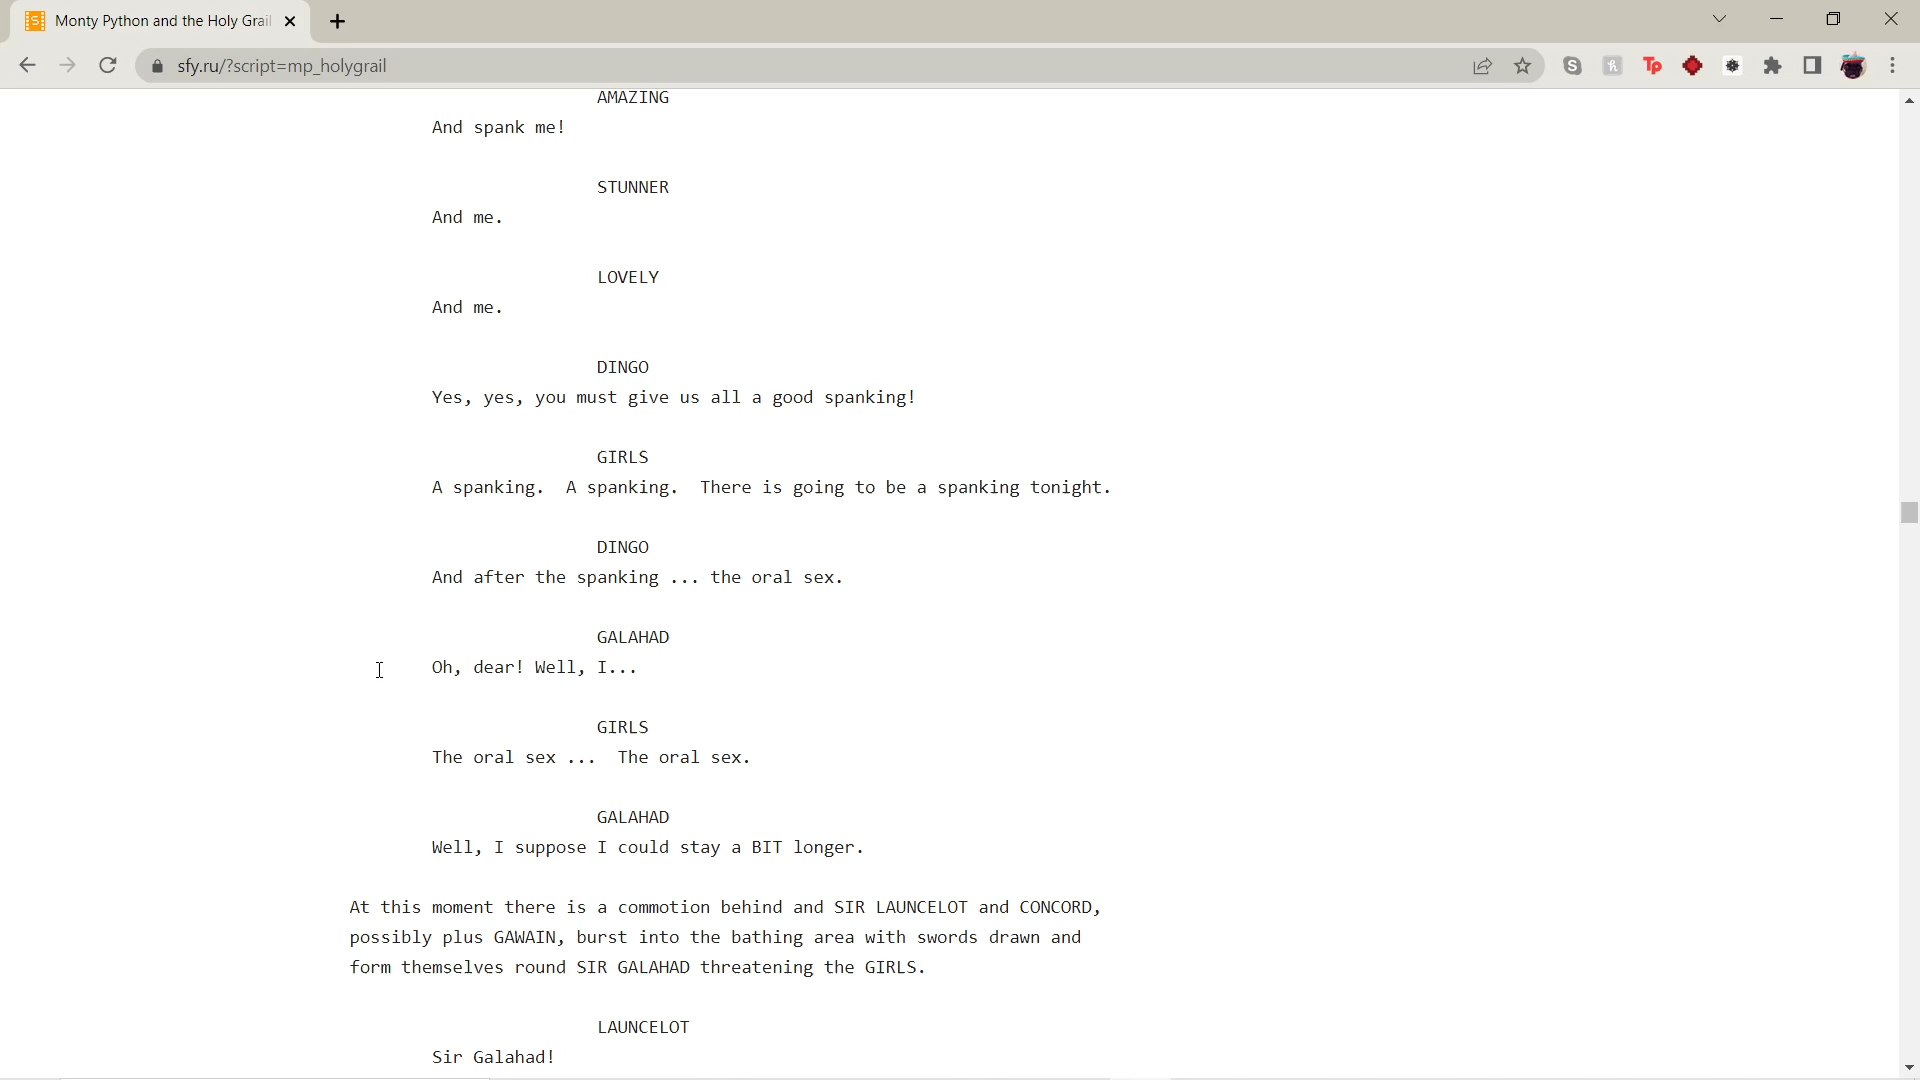 Monty Python and the Holy Grail
sfy.ru/?script=mp_holygrail
AMAZING
And spank me!
STUNNER
And me.
LOVELY
And me.
DINGO
Yes, yes, you must give us all a good spanking!
GIRLS
A spanking.  A spanking.  There is going to be a spanking tonight.
DINGO
And after the spanking ... the oral sex.
GALAHAD
Oh, dear! Well, I...
GIRLS
The oral sex ...  The oral sex.
GALAHAD
Well, I suppose I could stay a BIT longer.
At this moment there is a commotion behind and SIR LAUNCELOT and CONCORD,
possibly plus GAWAIN, burst into the bathing area with swords drawn and
form themselves round SIR GALAHAD threatening the GIRLS.
LAUNCELOT
Sir Galahad!